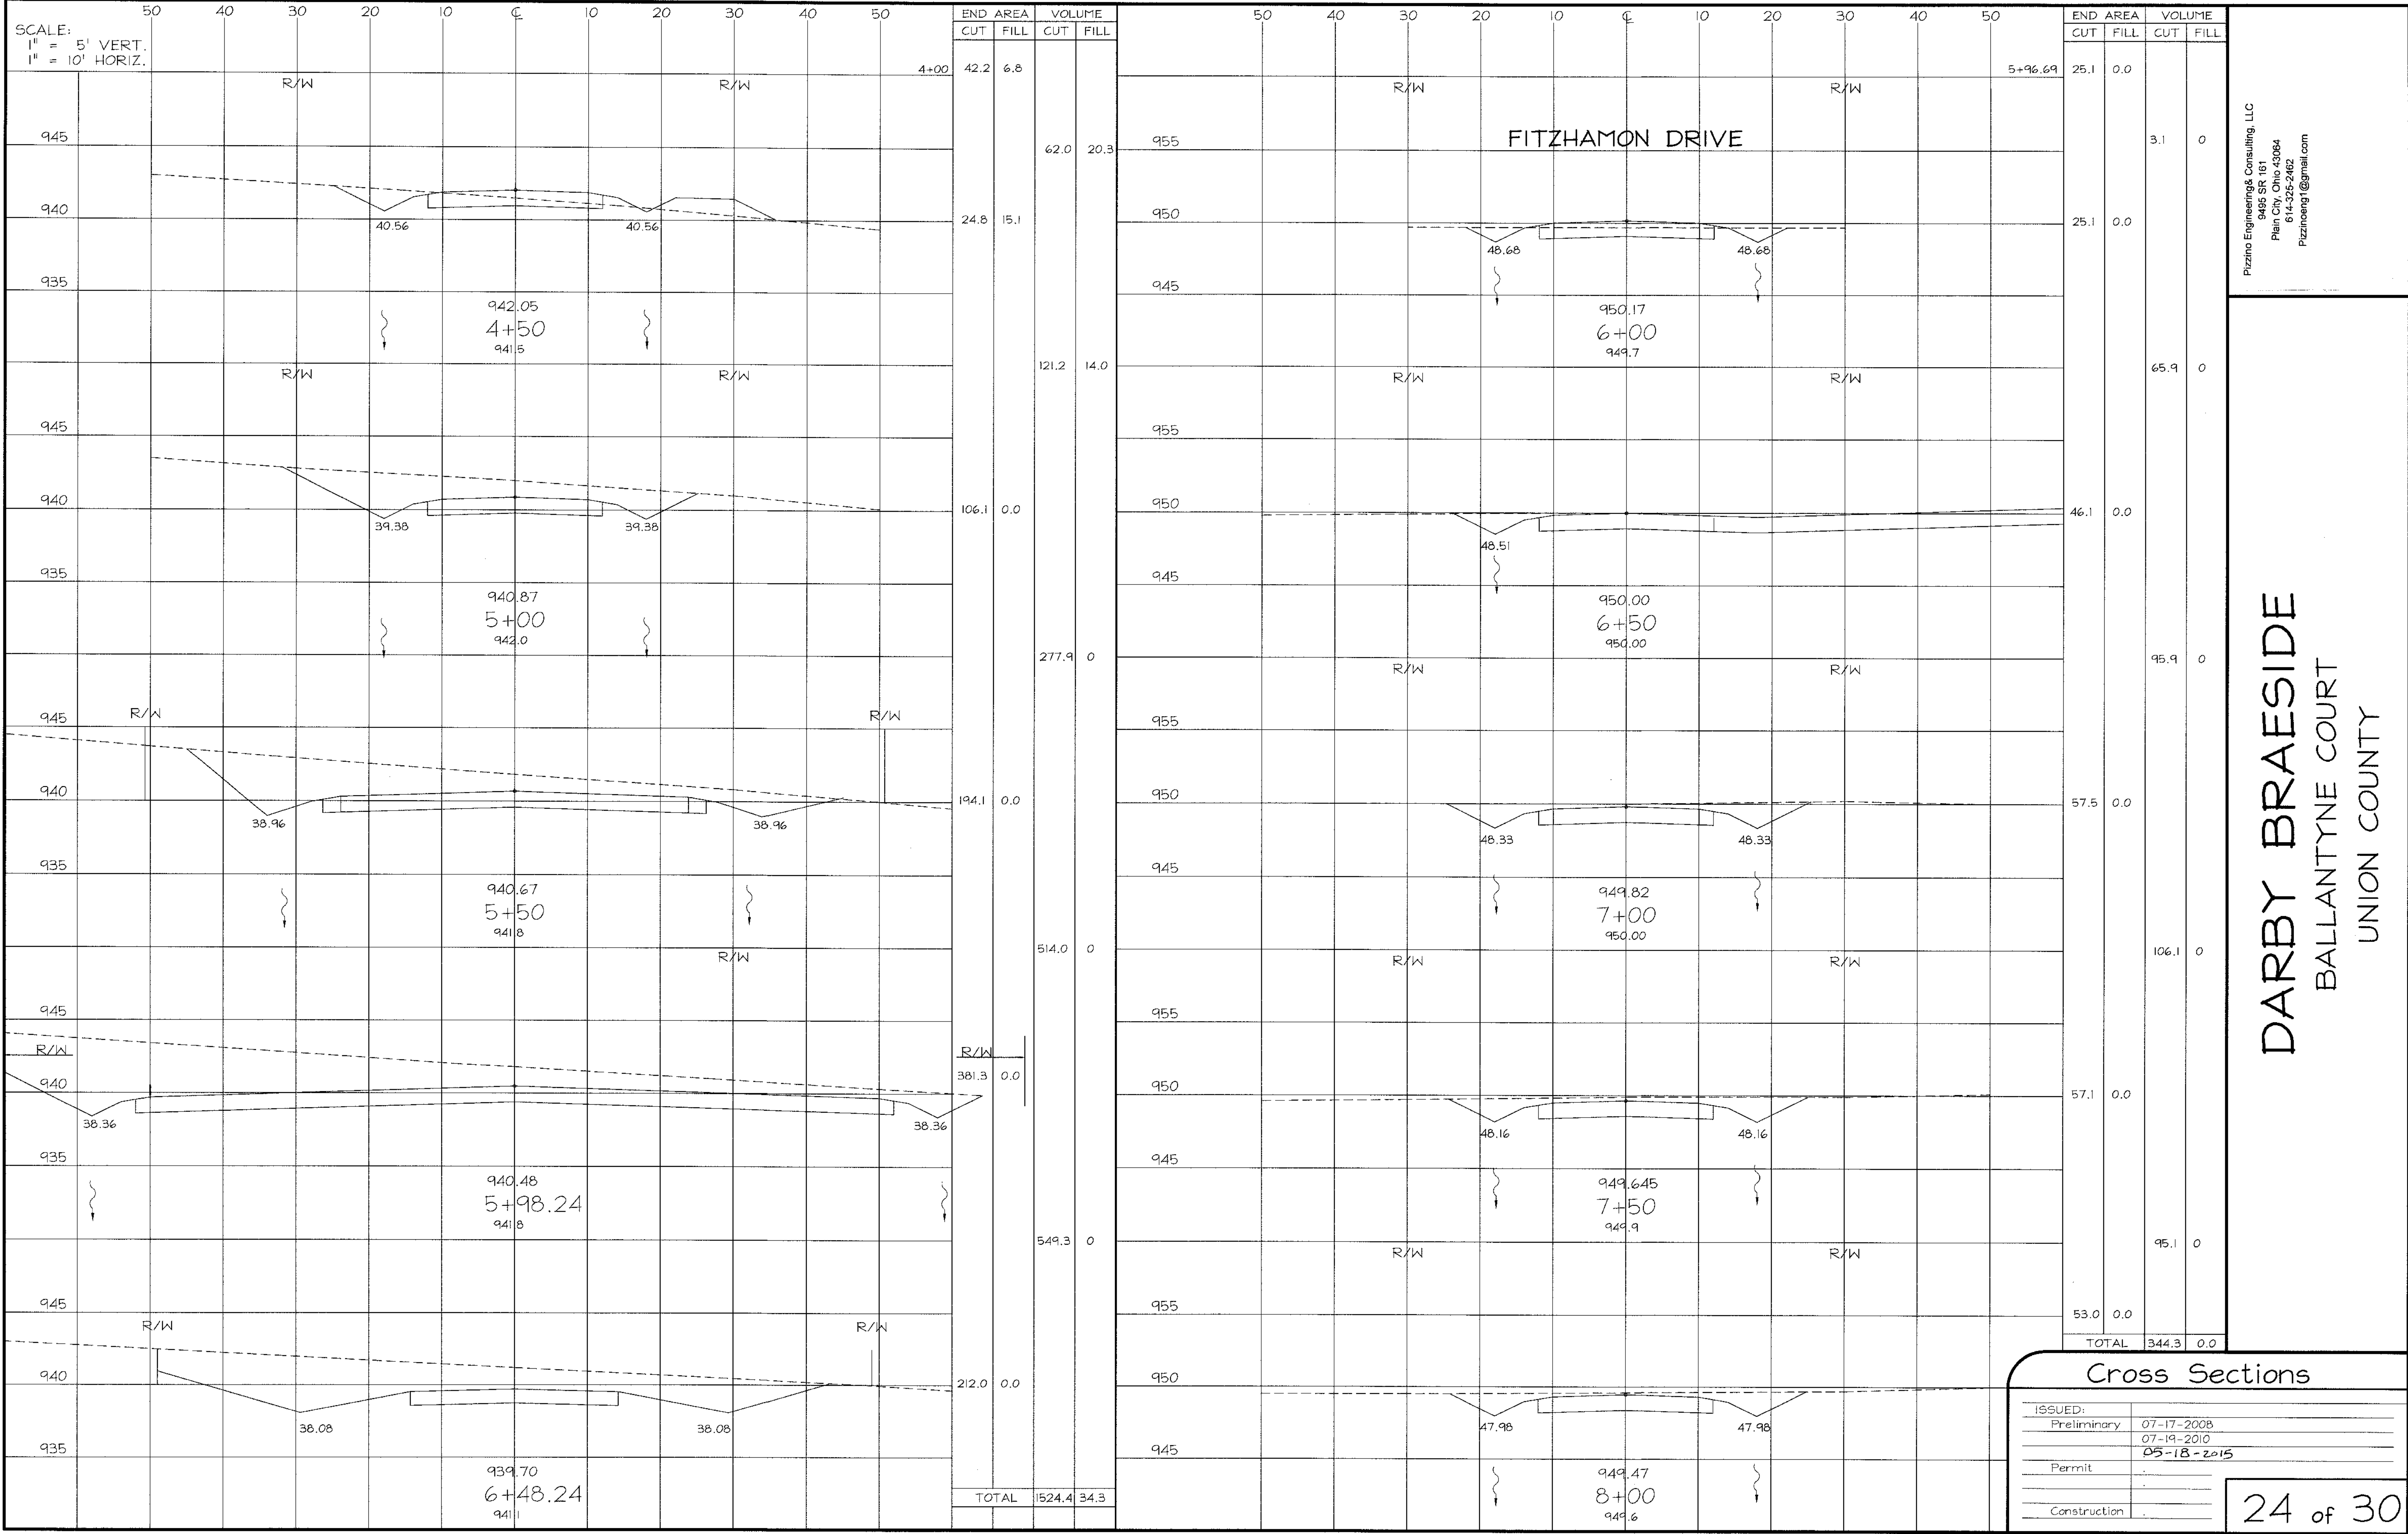 50 40 30 20 10 ℄ 10 20 30 40 50
END AREA VOLUME
CUT FILL CUT FILL
SCALE:
1" = 5' VERT.
1" = 10' HORIZ.
4+00 42.2 6.8
R/W R/W
945
62.0 20.3
940
40.56 40.56
24.8 15.1
935
942.05
4+50
941.5
121.2 14.0
R/W R/W
945
940
39.38 39.38
106.1 0.0
935
940.87
5+00
942.0
277.9 0
945
R/W R/W
940
38.96 38.96
194.1 0.0
935
940.67
5+50
941.8
514.0 0
R/W
945
R/W R/W
940
381.3 0.0
38.36 38.36
935
940.48
5+98.24
941.8
549.3 0
945
R/W R/W
940
212.0 0.0
38.08 38.08
935
939.70
6+48.24
941.1
TOTAL 1524.4 34.3
50 40 30 20 10 ℄ 10 20 30 40 50
END AREA VOLUME
CUT FILL CUT FILL
5+96.69 25.1 0.0
R/W R/W
FITZHAMON DRIVE
955
3.1 0
950
25.1 0.0
48.68 48.68
945
950.17
6+00
949.7
65.9 0
R/W R/W
955
950
46.1 0.0
48.51
945
950.00
6+50
950.00
95.9 0
R/W R/W
955
950
57.5 0.0
48.33 48.33
945
949.82
7+00
950.00
106.1 0
R/W R/W
955
950
57.1 0.0
48.16 48.16
945
949.645
7+50
949.9
95.1 0
R/W R/W
955
53.0 0.0
TOTAL 344.3 0.0
950
47.98 47.98
945
949.47
8+00
949.6
Pizzino Engineering& Consulting, LLC
9495 SR 161
Plain City, Ohio 43064
614-325-2462
Pizzinoeng1@gmail.com
DARBY BRAESIDE
BALLANTYNE COURT
UNION COUNTY
Cross Sections
ISSUED:
Preliminary 07-17-2008
07-19-2010
05-18-2015
Permit
Construction
24 of 30